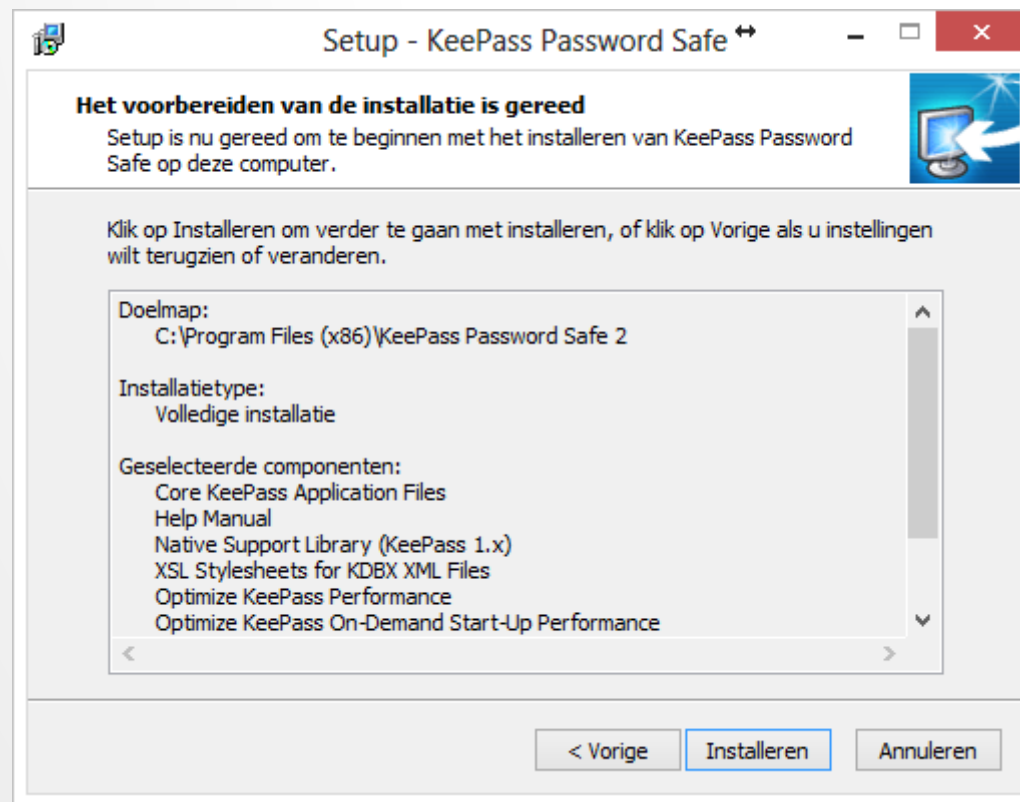 Setup - KeePass Password Safe
Het voorbereiden van de installatie is gereed
Setup is nu gereed om te beginnen met het installeren van KeePass Password
Safe op deze computer.
Klik op Installeren om verder te gaan met installeren, of klik op Vorige als u instellingen
wilt terugzien of veranderen.
Doelmap:
C:\Program Files (x86)\KeePass Password Safe 2
Installatietype:
Volledige installatie
Geselecteerde componenten:
Core KeePass Application Files
Help Manual
Native Support Library (KeePass 1.x)
XSL Stylesheets for KDBX XML Files
Optimize KeePass Performance
Optimize KeePass On-Demand Start-Up Performance
< Vorige
Installeren
Annuleren